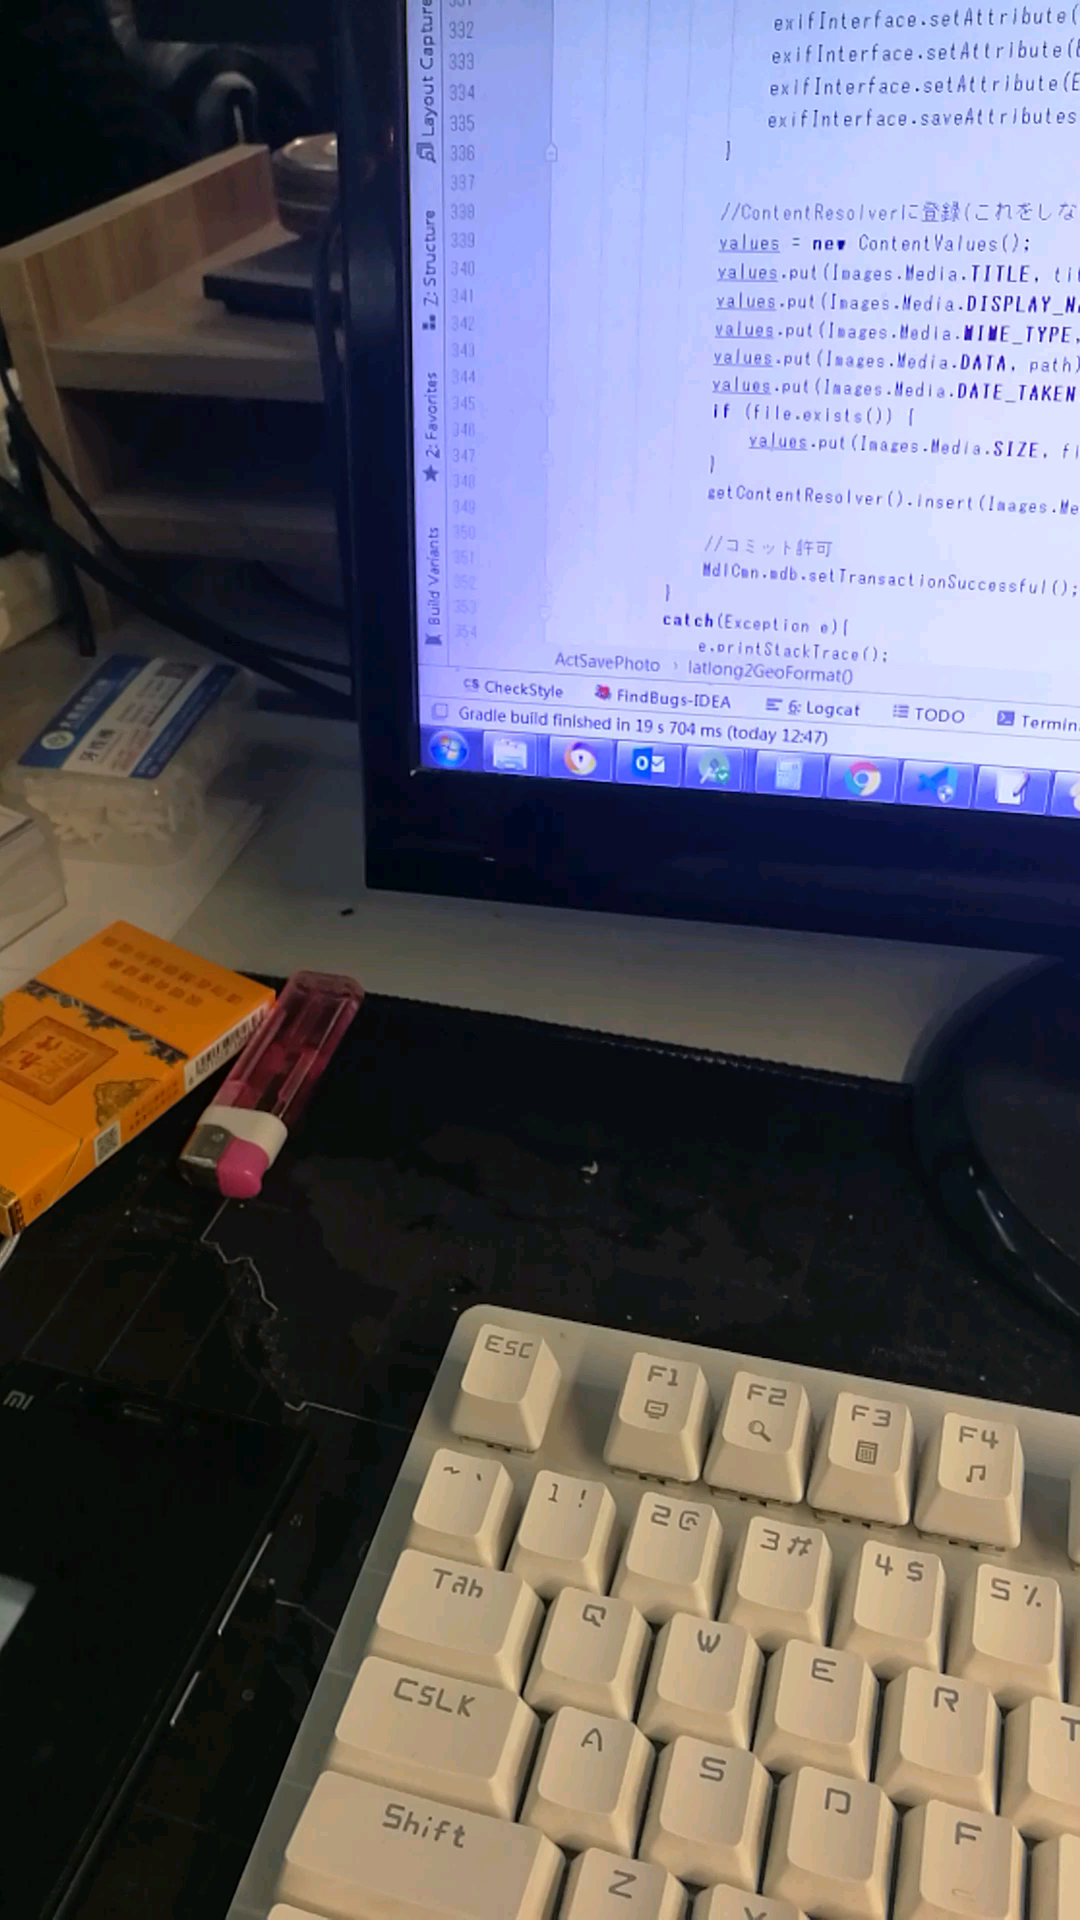 Layout Captures
332
333
334
335
336
337
338
339
340
341
342
343
344
345
346
347
348
349
350
351
352
353
354
exifInterface.setAttribute(
exifInterface.setAttribute(
exifInterface.setAttribute(E
exifInterface.saveAttributes
}
//ContentResolverに登録(これをしな
values = new ContentValues();
values.put(Images.Media.TITLE, tit
values.put(Images.Media.DISPLAY_NA
values.put(Images.Media.MIME_TYPE,
values.put(Images.Media.DATA, path)
values.put(Images.Media.DATE_TAKEN
if (file.exists()) {
values.put(Images.Media.SIZE, fi
}
getContentResolver().insert(Images.Me
//コミット許可
MdlCmn.mdb.setTransactionSuccessful();
}
catch(Exception e){
e.printStackTrace();
Z: Structure
2: Favorites
Build Variants
ActSavePhoto › latlong2GeoFormat()
CS CheckStyle
FindBugs-IDEA
6: Logcat
TODO
Termin
Gradle build finished in 19 s 704 ms (today 12:47)
牙线棒
mi
ESC F1 F2 F3 F4
~ ` 1 ! 2 @ 3 # 4 $ 5 %
Tab Q W E R T
CSLK A S D F
Shift Z